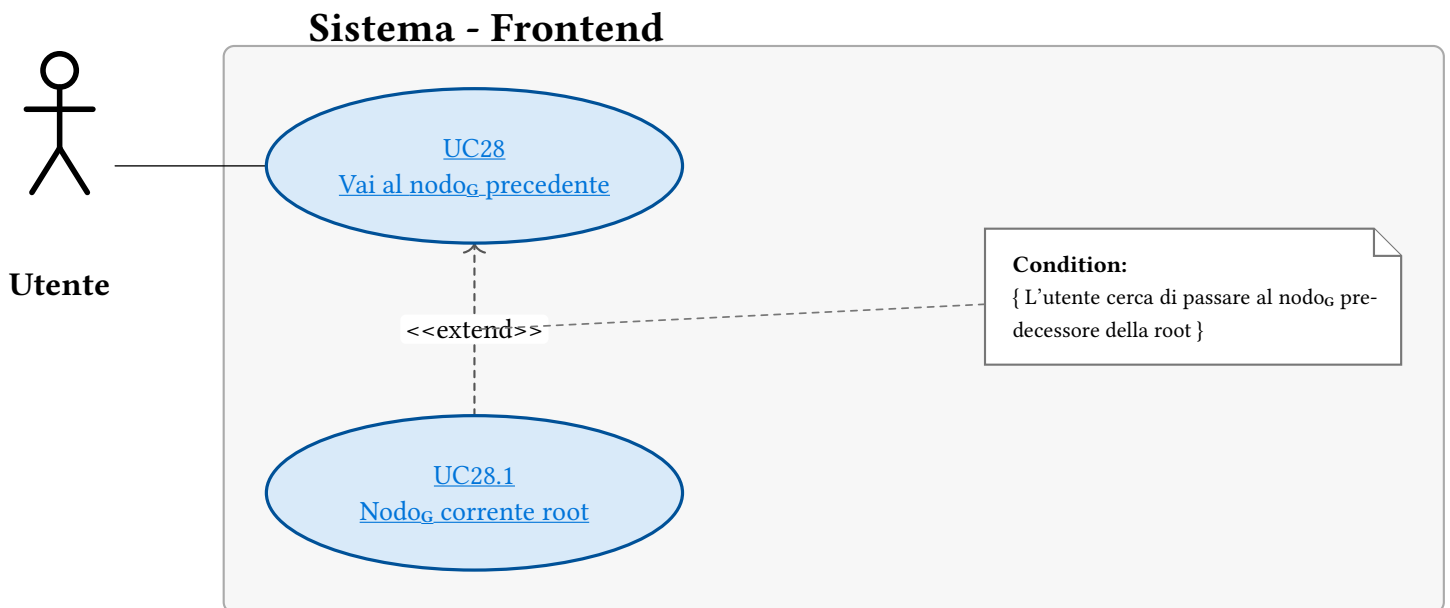 Sistema - Frontend
UC28
Vai al nodoG precedente
Utente
Condition:
{ L'utente cerca di passare al nodoG pre-
decessore della root }
<<extend>>
UC28.1
NodoG corrente root